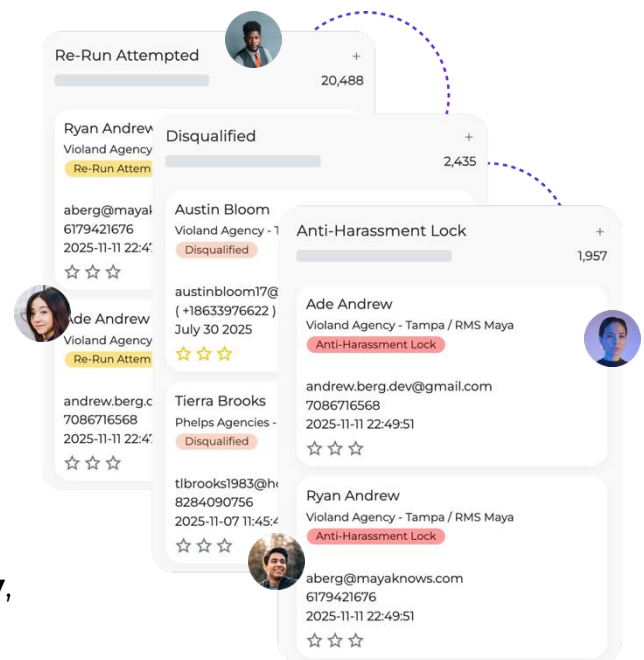 Re-Run Attempted
+
20,488
Ryan Andrew
Violand Agency
Re-Run Attem
aberg@mayak
6179421676
2025-11-11 22:47
Ade Andrew
Violand Agency
Re-Run Attem
andrew.berg.c
7086716568
2025-11-11 22:47
Disqualified
+
2,435
Austin Bloom
Violand Agency - T
Disqualified
austinbloom17@
( +18633976622 )
July 30 2025
Tierra Brooks
Phelps Agencies -
Disqualified
tlbrooks1983@ho
8284090756
2025-11-07 11:45:4
Anti-Harassment Lock
+
1,957
Ade Andrew
Violand Agency - Tampa / RMS Maya
Anti-Harassment Lock
andrew.berg.dev@gmail.com
7086716568
2025-11-11 22:49:51
Ryan Andrew
Violand Agency - Tampa / RMS Maya
Anti-Harassment Lock
aberg@mayaknows.com
6179421676
2025-11-11 22:49:51